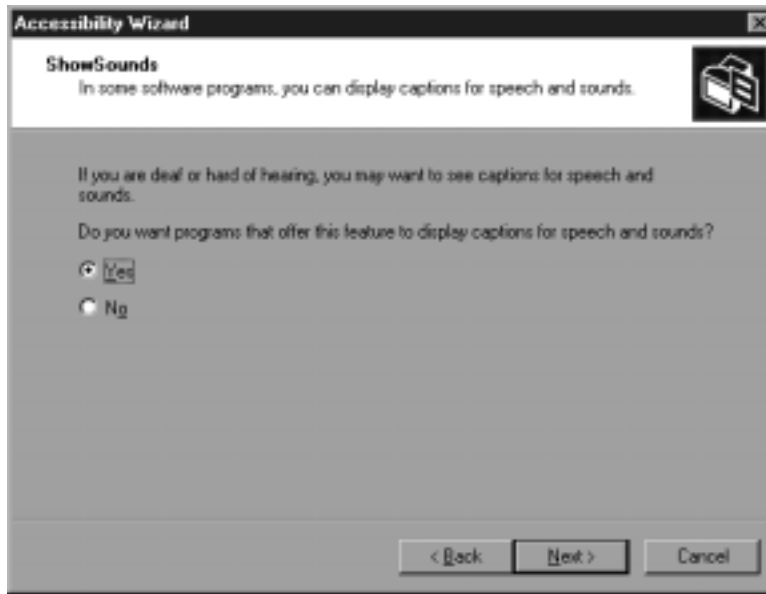 Accessibility Wizard
ShowSounds
In some software programs, you can display captions for speech and sounds.
If you are deaf or hard of hearing, you may want to see captions for speech and
sounds.
Do you want programs that offer this feature to display captions for speech and sounds?
Yes
No
< Back Next > Cancel